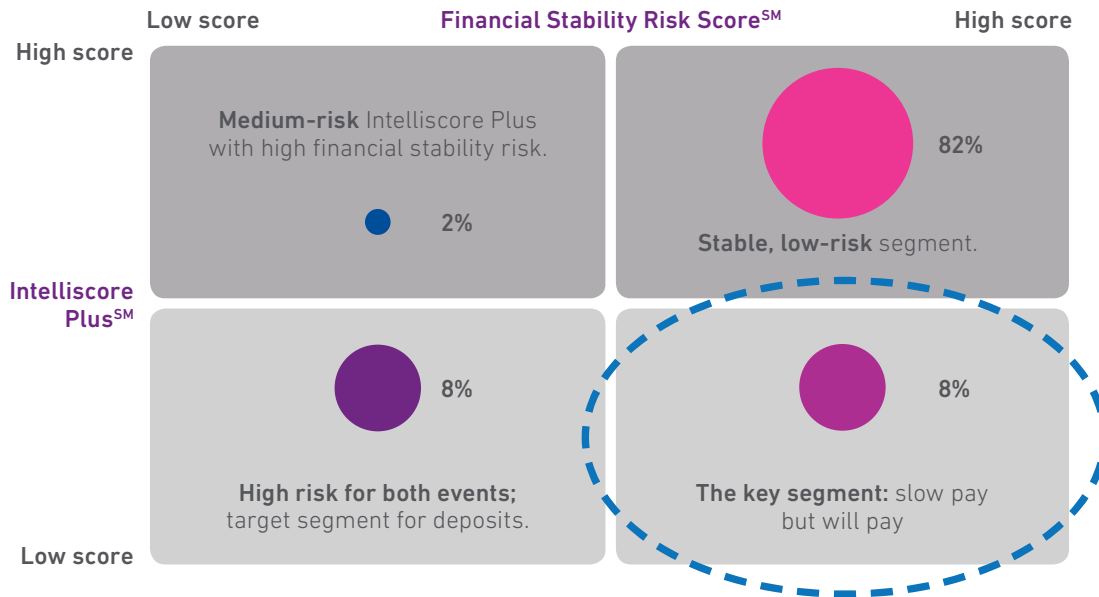 Low score
Financial Stability Risk Score℠
High score
High score
Medium-risk Intelliscore Plus
with high financial stability risk.
2%
82%
Stable, low-risk segment.
Intelliscore
Plus℠
8%
High risk for both events;
target segment for deposits.
8%
The key segment: slow pay
but will pay
Low score